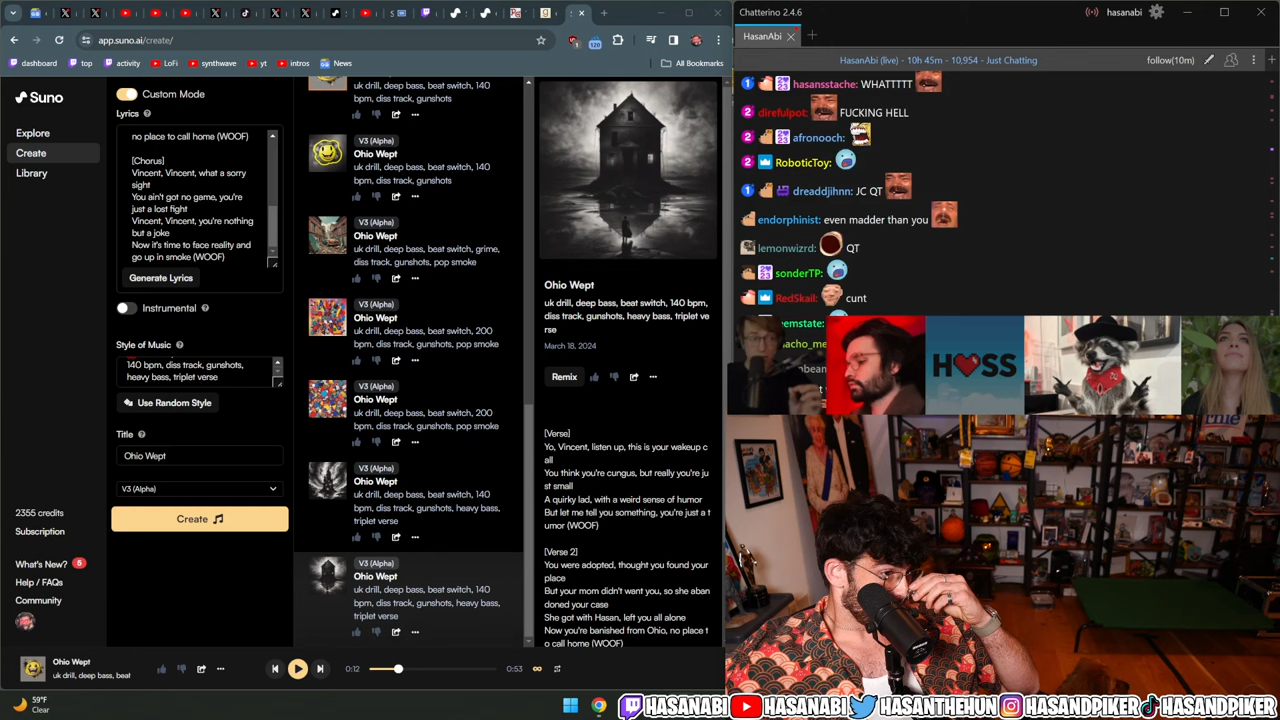 app.suno.ai/create/
All Bookmarks
dashboard
top
activity
LoFi
synthwave
yt
intros
News
Suno
Explore
Create
Library
2355 credits
Subscription
What's New? 5
Help / FAQs
Community
Custom Mode
Lyrics
no place to call home (WOOF)
[Chorus]
Vincent, Vincent, what a sorry
sight
You ain't got no game, you're
just a lost fight
Vincent, Vincent, you're nothing
but a joke
Now it's time to face reality and
go up in smoke (WOOF)
Generate Lyrics
Instrumental
Style of Music
140 bpm, diss track, gunshots,
heavy bass, triplet verse
Use Random Style
Title
Ohio Wept
V3 (Alpha)
Create
uk drill, deep bass, beat switch, 140
bpm, diss track, gunshots
V3 (Alpha)
Ohio Wept
uk drill, deep bass, beat switch, 140
bpm, diss track, gunshots
V3 (Alpha)
Ohio Wept
uk drill, deep bass, beat switch, grime,
diss track, gunshots, pop smoke
V3 (Alpha)
Ohio Wept
uk drill, deep bass, beat switch, 200
bpm, diss track, gunshots, pop smoke
V3 (Alpha)
Ohio Wept
uk drill, deep bass, beat switch, 200
bpm, diss track, gunshots, pop smoke
V3 (Alpha)
Ohio Wept
uk drill, deep bass, beat switch, 140
bpm, diss track, gunshots, heavy bass,
triplet verse
V3 (Alpha)
Ohio Wept
uk drill, deep bass, beat switch, 140
bpm, diss track, gunshots, heavy bass,
triplet verse
Ohio Wept
uk drill, deep bass, beat switch, 140 bpm,
diss track, gunshots, heavy bass, triplet ve
rse
March 18, 2024
Remix
[Verse]
Yo, Vincent, listen up, this is your wakeup c
all
You think you're cungus, but really you're ju
st small
A quirky lad, with a weird sense of humor
But let me tell you something, you're just a t
umor (WOOF)
[Verse 2]
You were adopted, thought you found your
place
But your mom didn't want you, so she aban
doned your case
She got with Hasan, left you all alone
Now you're banished from Ohio, no place t
o call home (WOOF)
Ohio Wept
uk drill, deep bass, beat
0:12
0:53
59°F
Clear
Chatterino 2.4.6
hasanabi
HasanAbi
HasanAbi (live) - 10h 45m - 10,954 - Just Chatting
follow(10m)
hasansstache: WHATTTTT
direfulpot: FUCKING HELL
afronooch:
RoboticToy:
dreaddjihnn: JC QT
endorphinist: even madder than you
lemonwizrd: QT
sonderTP:
RedSkail: cunt
eemstate:
nacho_me
HASANABI
HASANABI
HASANTHEHUN
HASANDPIKER
HASANDPIKER